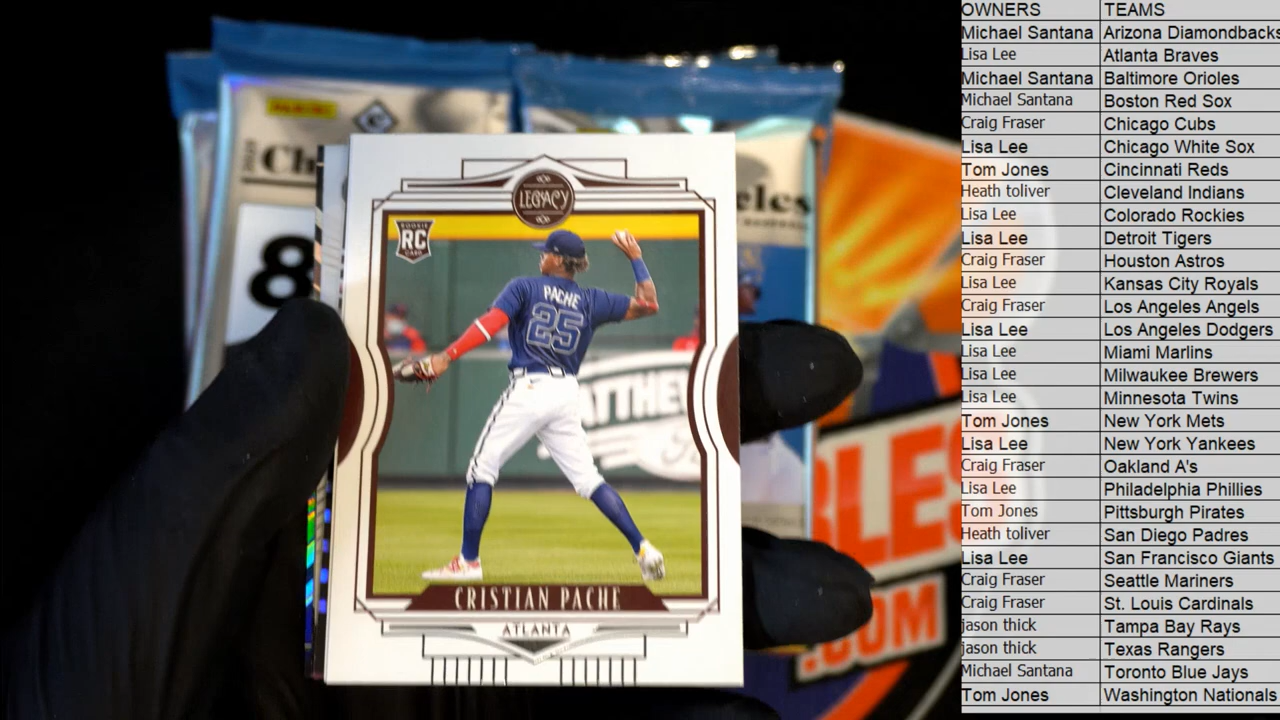 PANINI
Ch
eles
8
LEGACY
ROOKIE
RC
CARD
PACHE
25
ATTHEW
CRISTIAN PACHE
ATLANTA
BLES
.COM
OWNERS TEAMS
Michael Santana Arizona Diamondbacks
Lisa Lee Atlanta Braves
Michael Santana Baltimore Orioles
Michael Santana Boston Red Sox
Craig Fraser Chicago Cubs
Lisa Lee Chicago White Sox
Tom Jones Cincinnati Reds
Heath toliver Cleveland Indians
Lisa Lee Colorado Rockies
Lisa Lee Detroit Tigers
Craig Fraser Houston Astros
Lisa Lee Kansas City Royals
Craig Fraser Los Angeles Angels
Lisa Lee Los Angeles Dodgers
Lisa Lee Miami Marlins
Lisa Lee Milwaukee Brewers
Lisa Lee Minnesota Twins
Tom Jones New York Mets
Lisa Lee New York Yankees
Craig Fraser Oakland A's
Lisa Lee Philadelphia Phillies
Tom Jones Pittsburgh Pirates
Heath toliver San Diego Padres
Lisa Lee San Francisco Giants
Craig Fraser Seattle Mariners
Craig Fraser St. Louis Cardinals
jason thick Tampa Bay Rays
jason thick Texas Rangers
Michael Santana Toronto Blue Jays
Tom Jones Washington Nationals